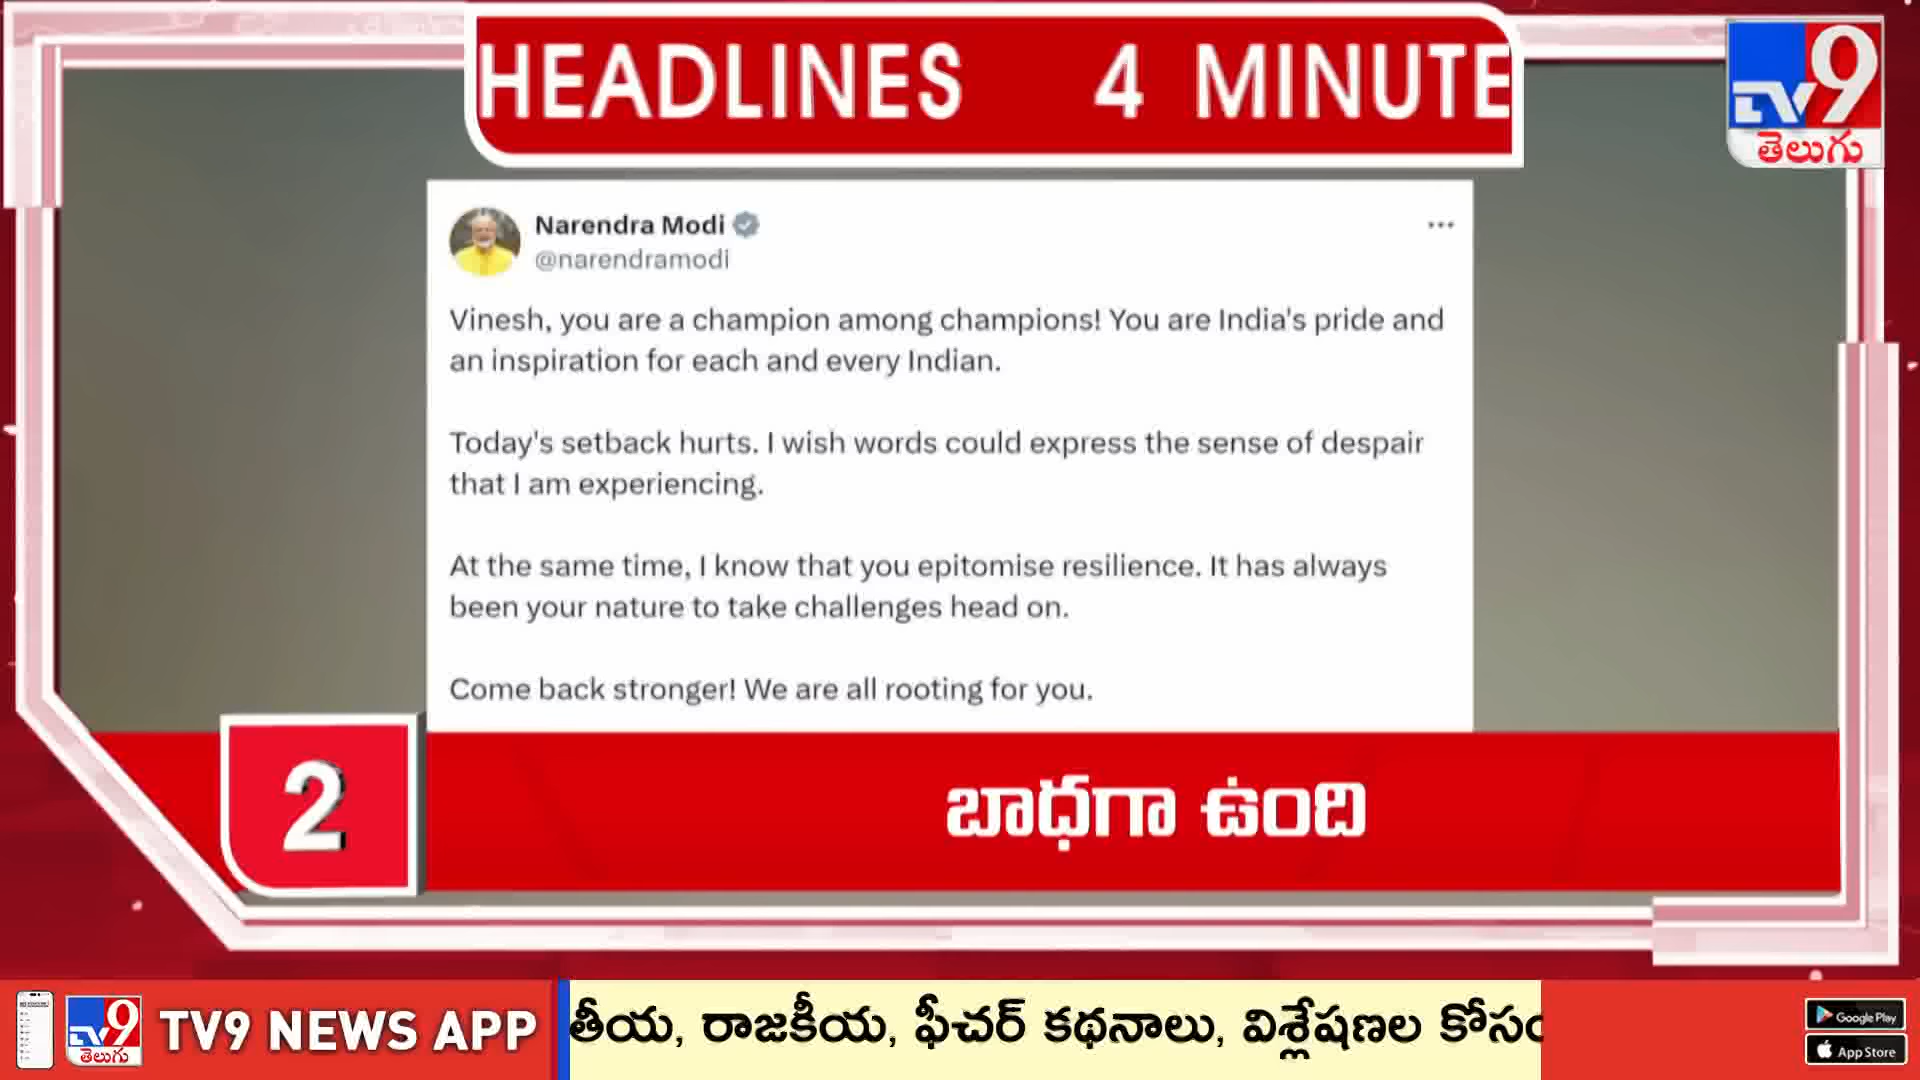 HEADLINES 4 MINUTE
TV9
తెలుగు
Narendra Modi
@narendramodi
Vinesh, you are a champion among champions! You are India's pride and
an inspiration for each and every Indian.
Today's setback hurts. I wish words could express the sense of despair
that I am experiencing.
At the same time, I know that you epitomise resilience. It has always
been your nature to take challenges head on.
Come back stronger! We are all rooting for you.
2
బాధగా ఉంది
TV9
తెలుగు
TV9 NEWS APP
తీయ, రాజకీయ, ఫీచర్ కథనాలు, విశ్లేషణల కోసం
Google Play
App Store